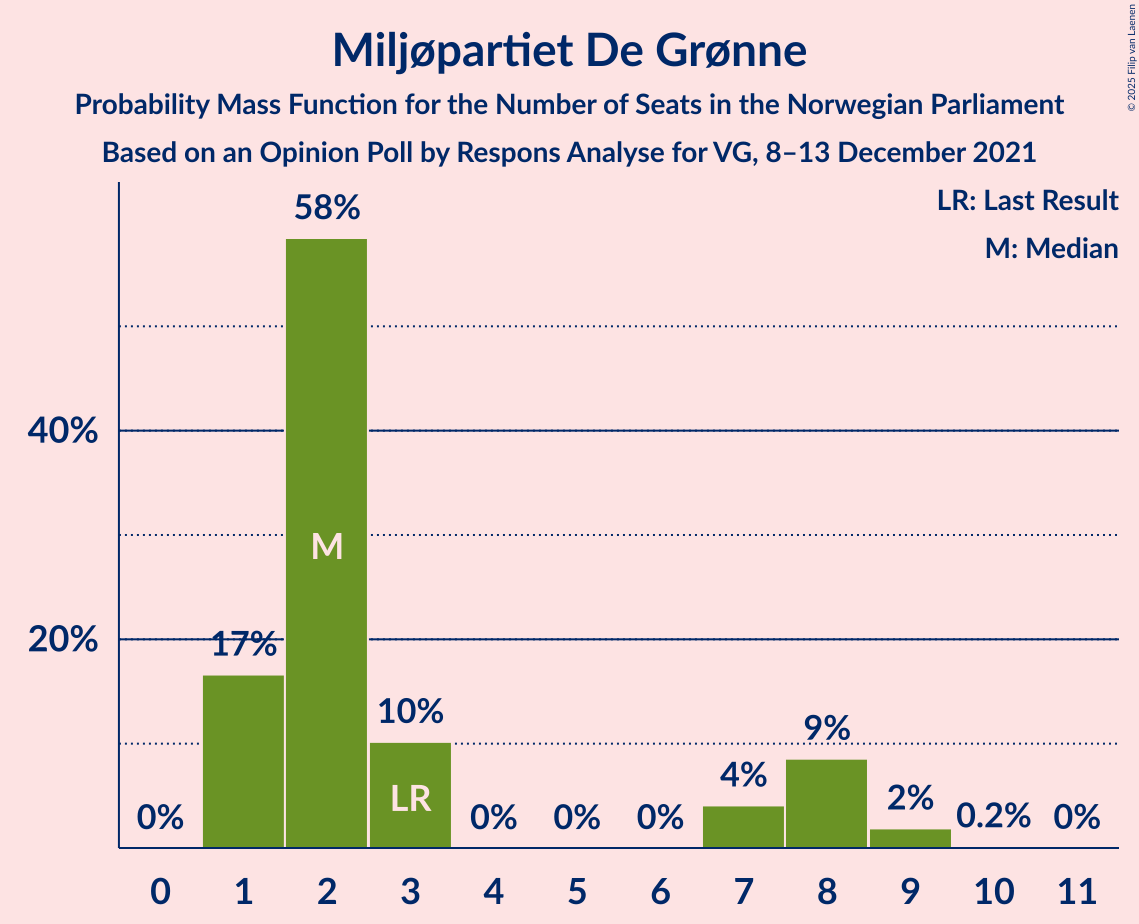 Miljøpartiet De Grønne
Probability Mass Function for the Number of Seats in the Norwegian Parliament
Based on an Opinion Poll by Respons Analyse for VG, 8–13 December 2021
© 2025 Filip van Laenen
LR: Last Result
M: Median
58%
40%
M
20%
17%
10%
9%
4%
LR
2%
0%
0%
0%
0%
0.2%
0%
0 1 2 3 4 5 6 7 8 9 10 11